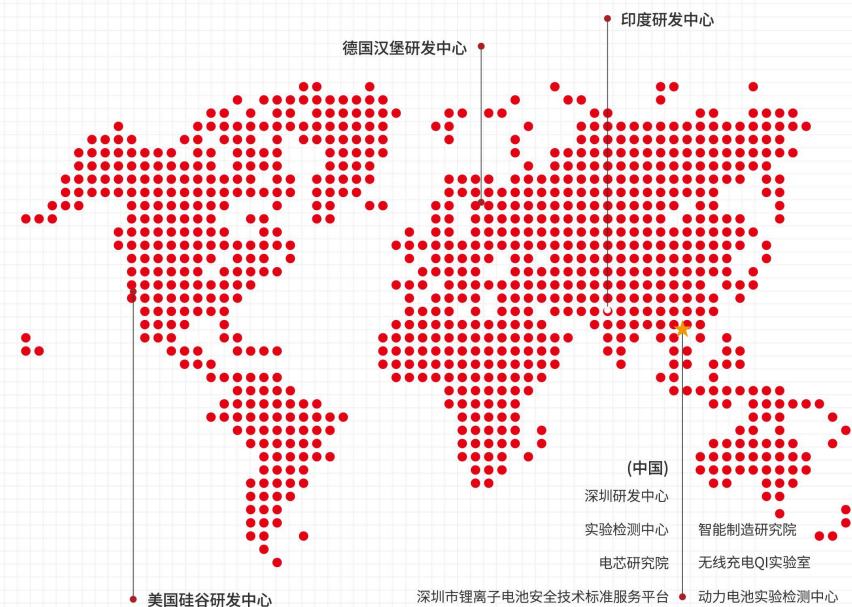 印度研发中心
德国汉堡研发中心
(中国)
深圳研发中心
实验检测中心
智能制造研究院
电芯研究院
无线充电QI实验室
深圳市锂离子电池安全技术标准服务平台
动力电池实验检测中心
美国硅谷研发中心